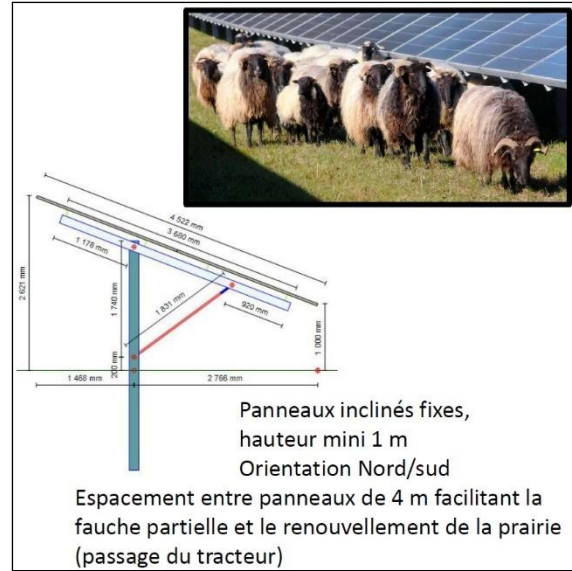 4 522 mm
3 680 mm
1 178 mm
2 621 mm
1 740 mm
1 831 mm
920 mm
1 000 mm
200 mm
1 468 mm
2 766 mm
Panneaux inclinés fixes,
hauteur mini 1 m
Orientation Nord/sud
Espacement entre panneaux de 4 m facilitant la
fauche partielle et le renouvellement de la prairie
(passage du tracteur)